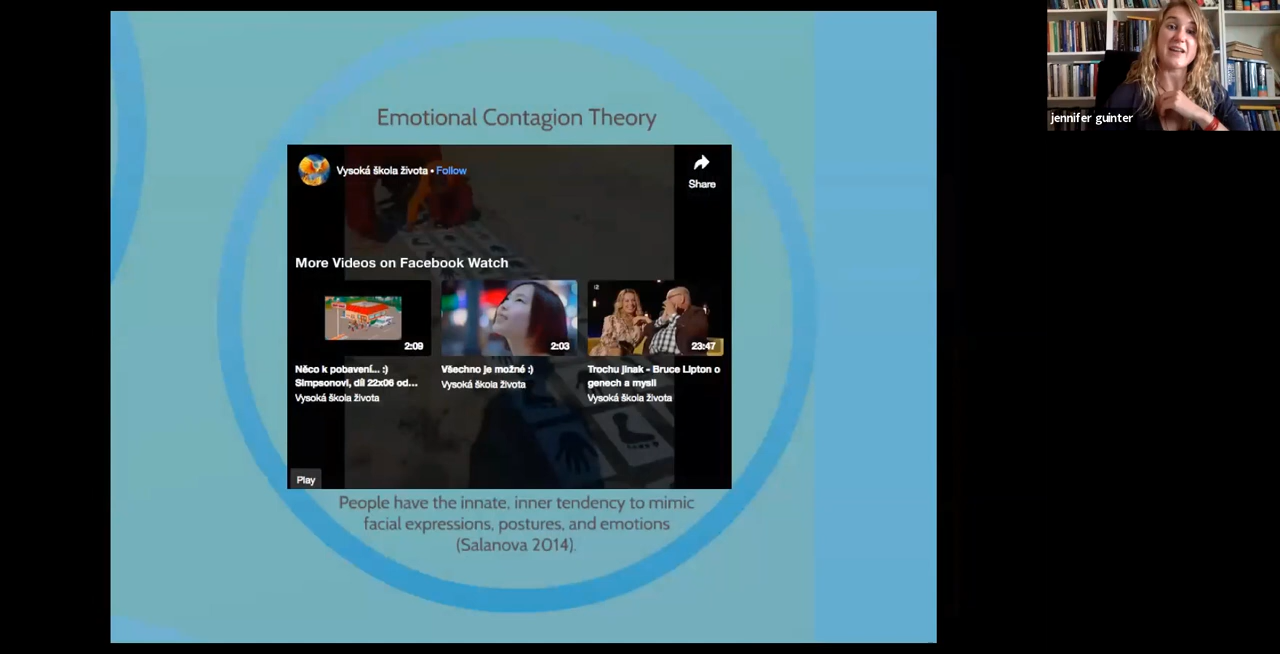 Emotional Contagion Theory
Vysoká škola života • Follow
Share
More Videos on Facebook Watch
2:09
2:03
23:47
Něco k pobavení... :)
Simpsonovi, díl 22x06 od...
Vysoká škola života
Všechno je možné :)
Vysoká škola života
Trochu jinak - Bruce Lipton o
genech a mysli
Vysoká škola života
Play
People have the innate, inner tendency to mimic
facial expressions, postures, and emotions
(Salanova 2014).
jennifer guinter